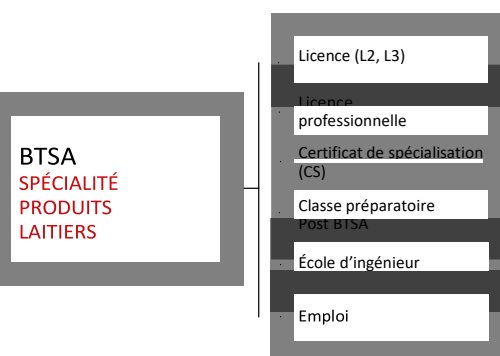 BTSA
SPÉCIALITÉ
PRODUITS
LAITIERS
Licence (L2, L3)
Licence
professionnelle
Certificat de spécialisation
(CS)
Classe préparatoire
Post BTSA
École d’ingénieur
Emploi